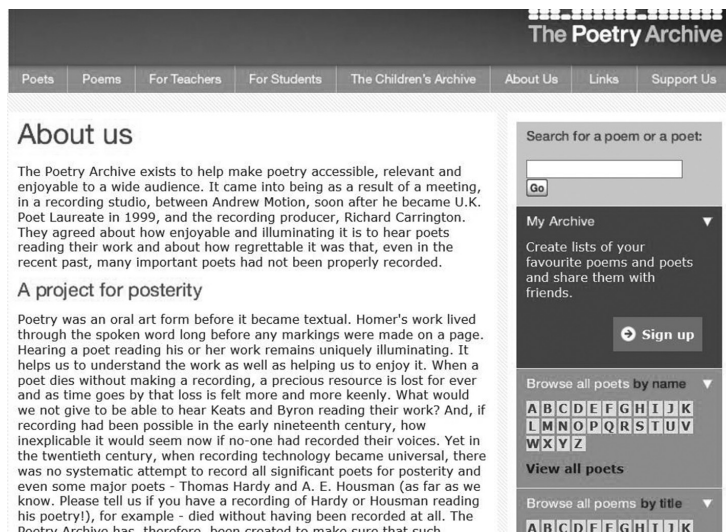 The Poetry Archive
Poets Poems For Teachers For Students The Children's Archive About Us Links Support Us
About us
The Poetry Archive exists to help make poetry accessible, relevant and
enjoyable to a wide audience. It came into being as a result of a meeting,
in a recording studio, between Andrew Motion, soon after he became U.K.
Poet Laureate in 1999, and the recording producer, Richard Carrington.
They agreed about how enjoyable and illuminating it is to hear poets
reading their work and about how regrettable it was that, even in the
recent past, many important poets had not been properly recorded.
A project for posterity
Poetry was an oral art form before it became textual. Homer's work lived
through the spoken word long before any markings were made on a page.
Hearing a poet reading his or her work remains uniquely illuminating. It
helps us to understand the work as well as helping us to enjoy it. When a
poet dies without making a recording, a precious resource is lost for ever
and as time goes by that loss is felt more and more keenly. What would
we not give to be able to hear Keats and Byron reading their work? And, if
recording had been possible in the early nineteenth century, how
inexplicable it would seem now if no-one had recorded their voices. Yet in
the twentieth century, when recording technology became universal, there
was no systematic attempt to record all significant poets for posterity and
even some major poets - Thomas Hardy and A. E. Housman (as far as we
know. Please tell us if you have a recording of Hardy or Housman reading
his poetry!), for example - died without having been recorded at all. The
Poetry Archive has, therefore, been created to make sure that such
Search for a poem or a poet:
Go
My Archive
Create lists of your
favourite poems and poets
and share them with
friends.
Sign up
Browse all poets by name
A B C D E F G H I J K
L M N O P Q R S T U V
W X Y Z
View all poets
Browse all poems by title
A B C D E F G H I J K